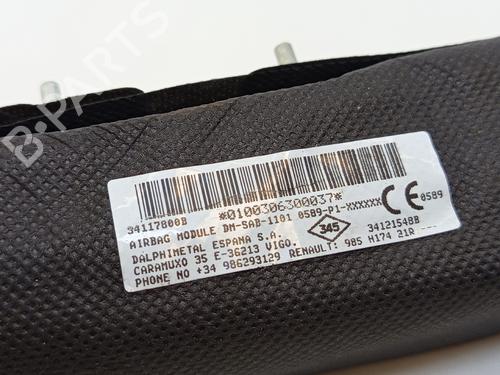 B-PARTS
34117800B
*0100306300037*
AIRBAG MODULE DM-SAB-1101 0589-P1-XXXXXXX
CE 0589
DALPHIMETAL ESPANA S.A.
345
34121548B
CARAMUXO 35 E-36213 VIGO.
RENAULT: 985 H174 21R ---
PHONE NO +34 986293129